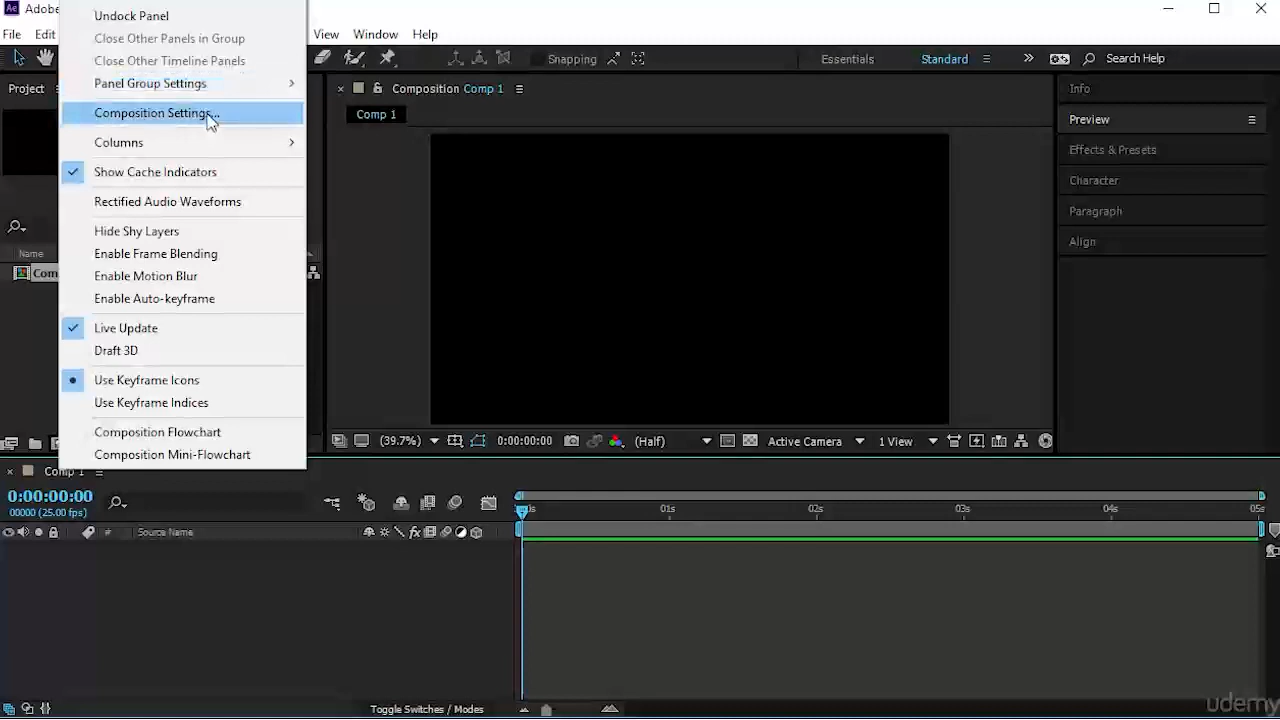 Ae Adob
Undock Panel
Close Other Panels in Group
Close Other Timeline Panels
Panel Group Settings
Composition Settings...
Columns
Show Cache Indicators
Rectified Audio Waveforms
Hide Shy Layers
Enable Frame Blending
Enable Motion Blur
Enable Auto-keyframe
Live Update
Draft 3D
Use Keyframe Icons
Use Keyframe Indices
Composition Flowchart
Composition Mini-Flowchart
File Edit View Window Help
Snapping Essentials Standard Search Help
Project
Composition Comp 1
Comp 1
Name
Com
Info
Preview
Effects & Presets
Character
Paragraph
Align
(39.7%) 0:00:00:00 (Half) Active Camera 1 View
Comp 1
0:00:00:00
00000 (25.00 fps)
01s 02s 03s 04s 05s
# Source Name fx
Toggle Switches / Modes
udemy